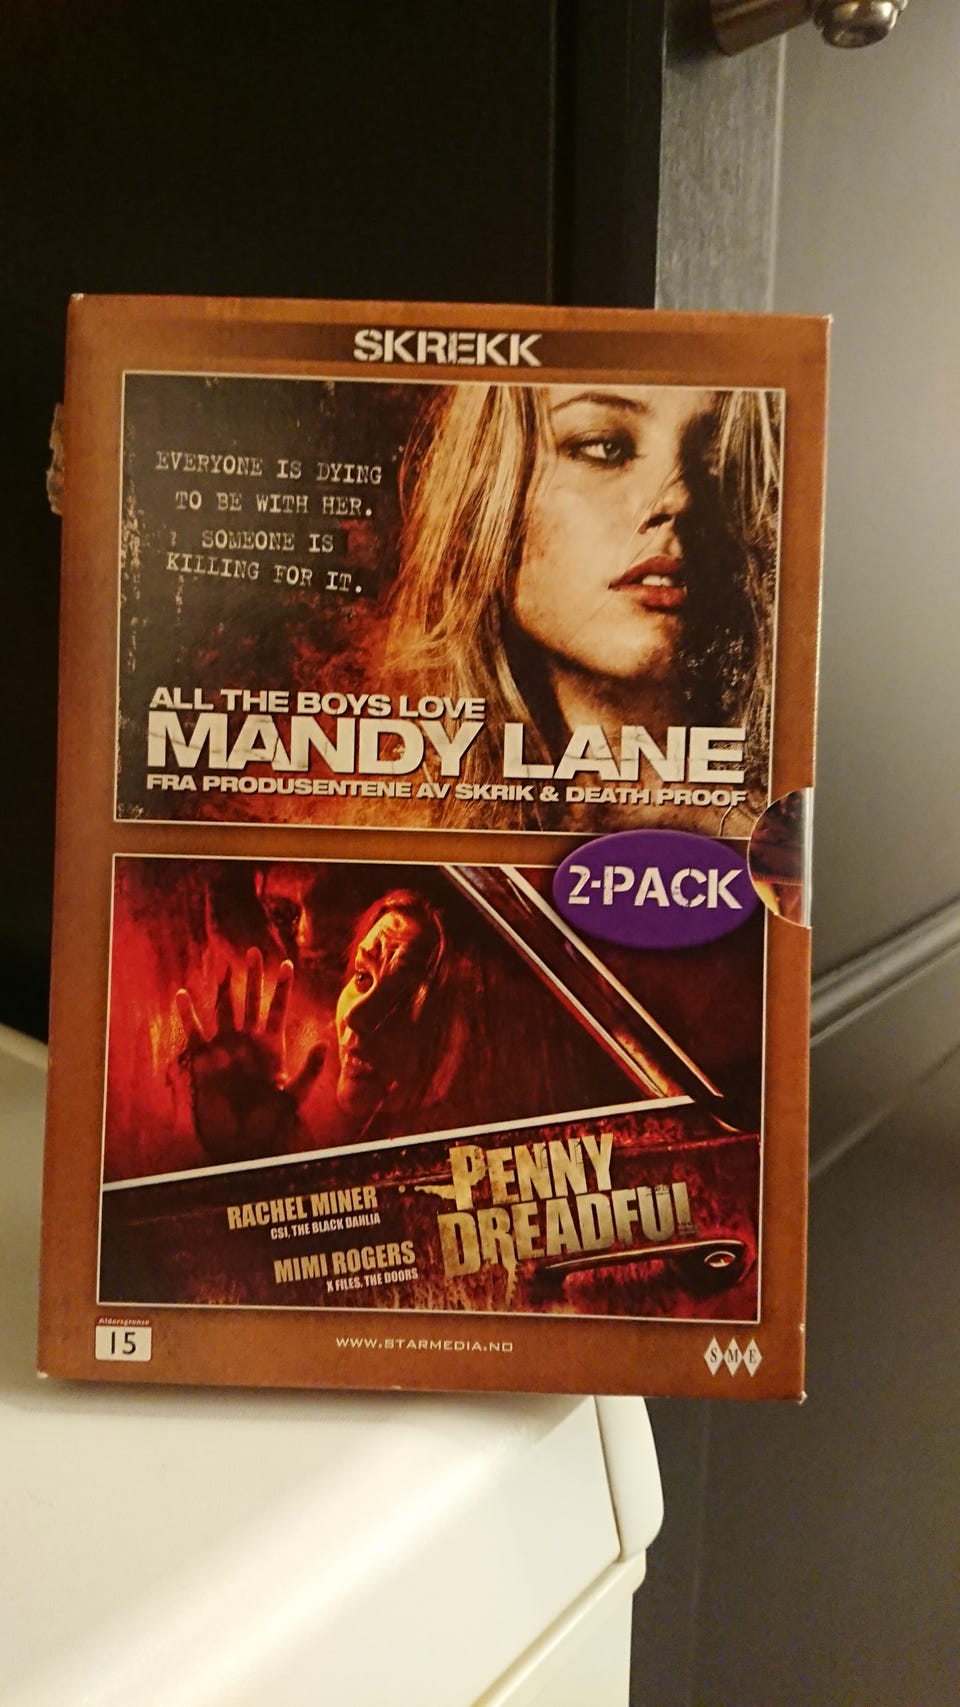 SKREKK
EVERYONE IS DYING
TO BE WITH HER.
SOMEONE IS
KILLING FOR IT.
ALL THE BOYS LOVE
MANDY LANE
FRA PRODUSENTENE AV SKRIK & DEATH PROOF
2-PACK
PENNY
DREADFUL
RACHEL MINER
CSI, THE BLACK DAHLIA
MIMI ROGERS
X FILES, THE DOORS
Aldersgrense
15
WWW.STARMEDIA.NO
SME